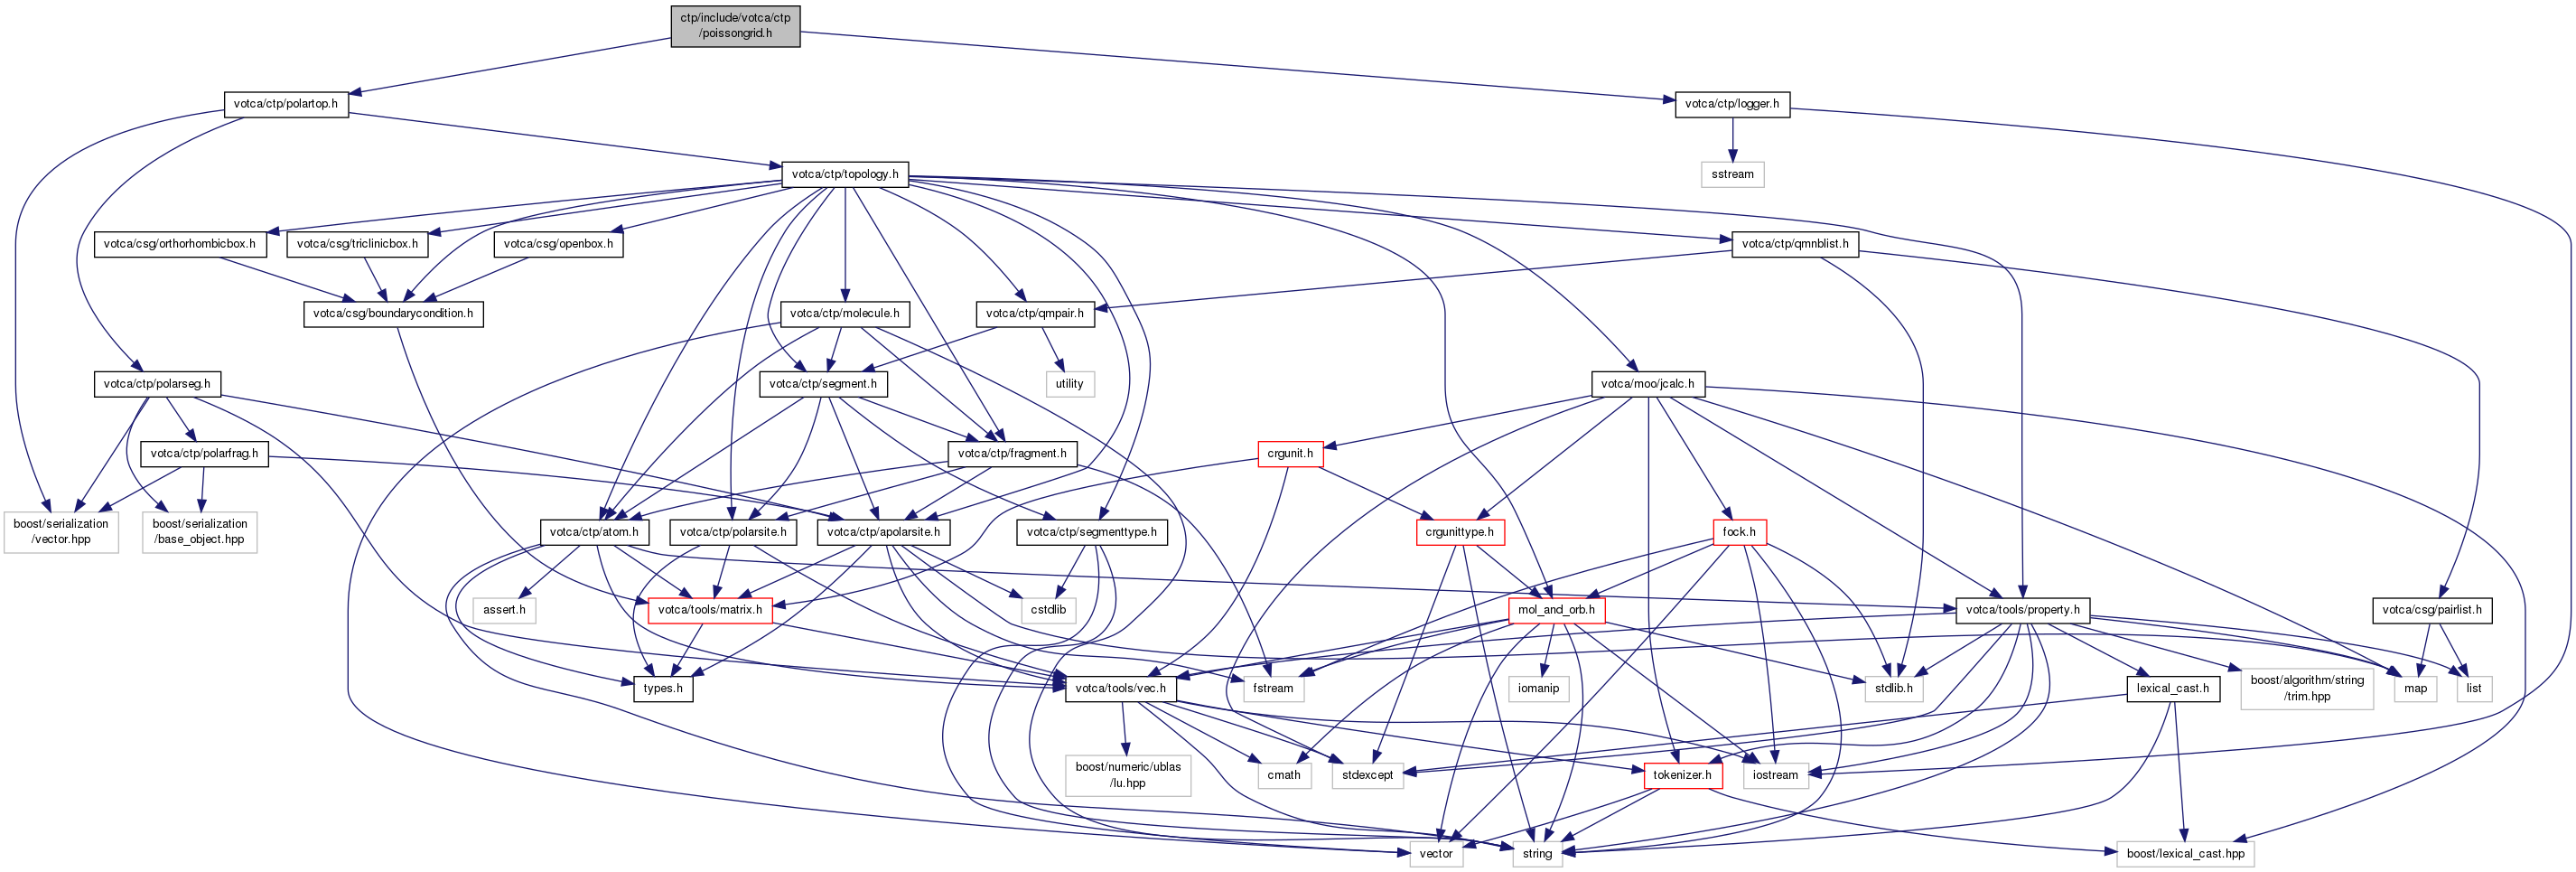 ctp/include/votca/ctp
/poissongrid.h
votca/ctp/polartop.h
votca/ctp/logger.h
votca/ctp/topology.h
sstream
votca/csg/orthorhombicbox.h
votca/csg/triclinicbox.h
votca/csg/openbox.h
votca/ctp/qmnblist.h
votca/csg/boundarycondition.h
votca/ctp/molecule.h
votca/ctp/qmpair.h
votca/ctp/polarseg.h
votca/ctp/segment.h
utility
votca/moo/jcalc.h
votca/ctp/polarfrag.h
votca/ctp/fragment.h
crgunit.h
boost/serialization
/vector.hpp
boost/serialization
/base_object.hpp
votca/ctp/atom.h
votca/ctp/polarsite.h
votca/ctp/apolarsite.h
votca/ctp/segmenttype.h
crgunittype.h
fock.h
assert.h
votca/tools/matrix.h
cstdlib
mol_and_orb.h
votca/tools/property.h
votca/csg/pairlist.h
types.h
votca/tools/vec.h
fstream
iomanip
stdlib.h
lexical_cast.h
boost/algorithm/string
/trim.hpp
map
list
boost/numeric/ublas
/lu.hpp
cmath
stdexcept
tokenizer.h
iostream
vector
string
boost/lexical_cast.hpp